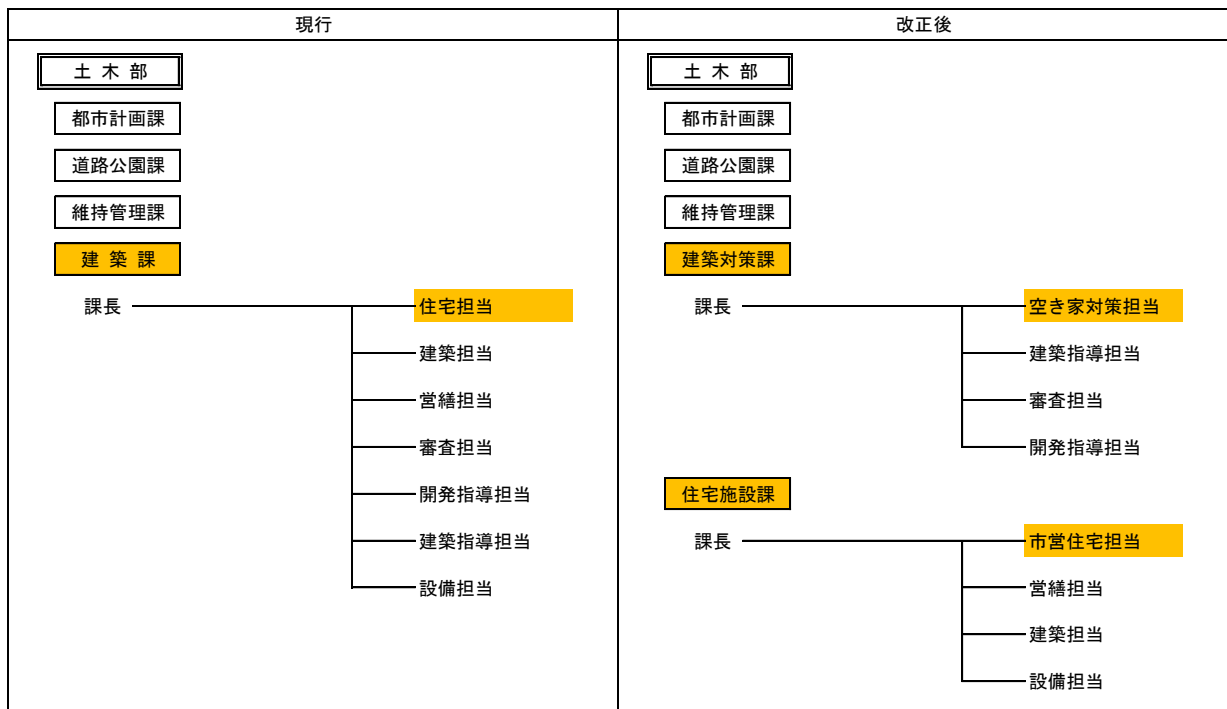 現行
土 木 部
都市計画課
道路公園課
維持管理課
建 築 課
課長
住宅担当
建築担当
営繕担当
審査担当
開発指導担当
建築指導担当
設備担当
改正後
土 木 部
都市計画課
道路公園課
維持管理課
建築対策課
課長
空き家対策担当
建築指導担当
審査担当
開発指導担当
住宅施設課
課長
市営住宅担当
営繕担当
建築担当
設備担当